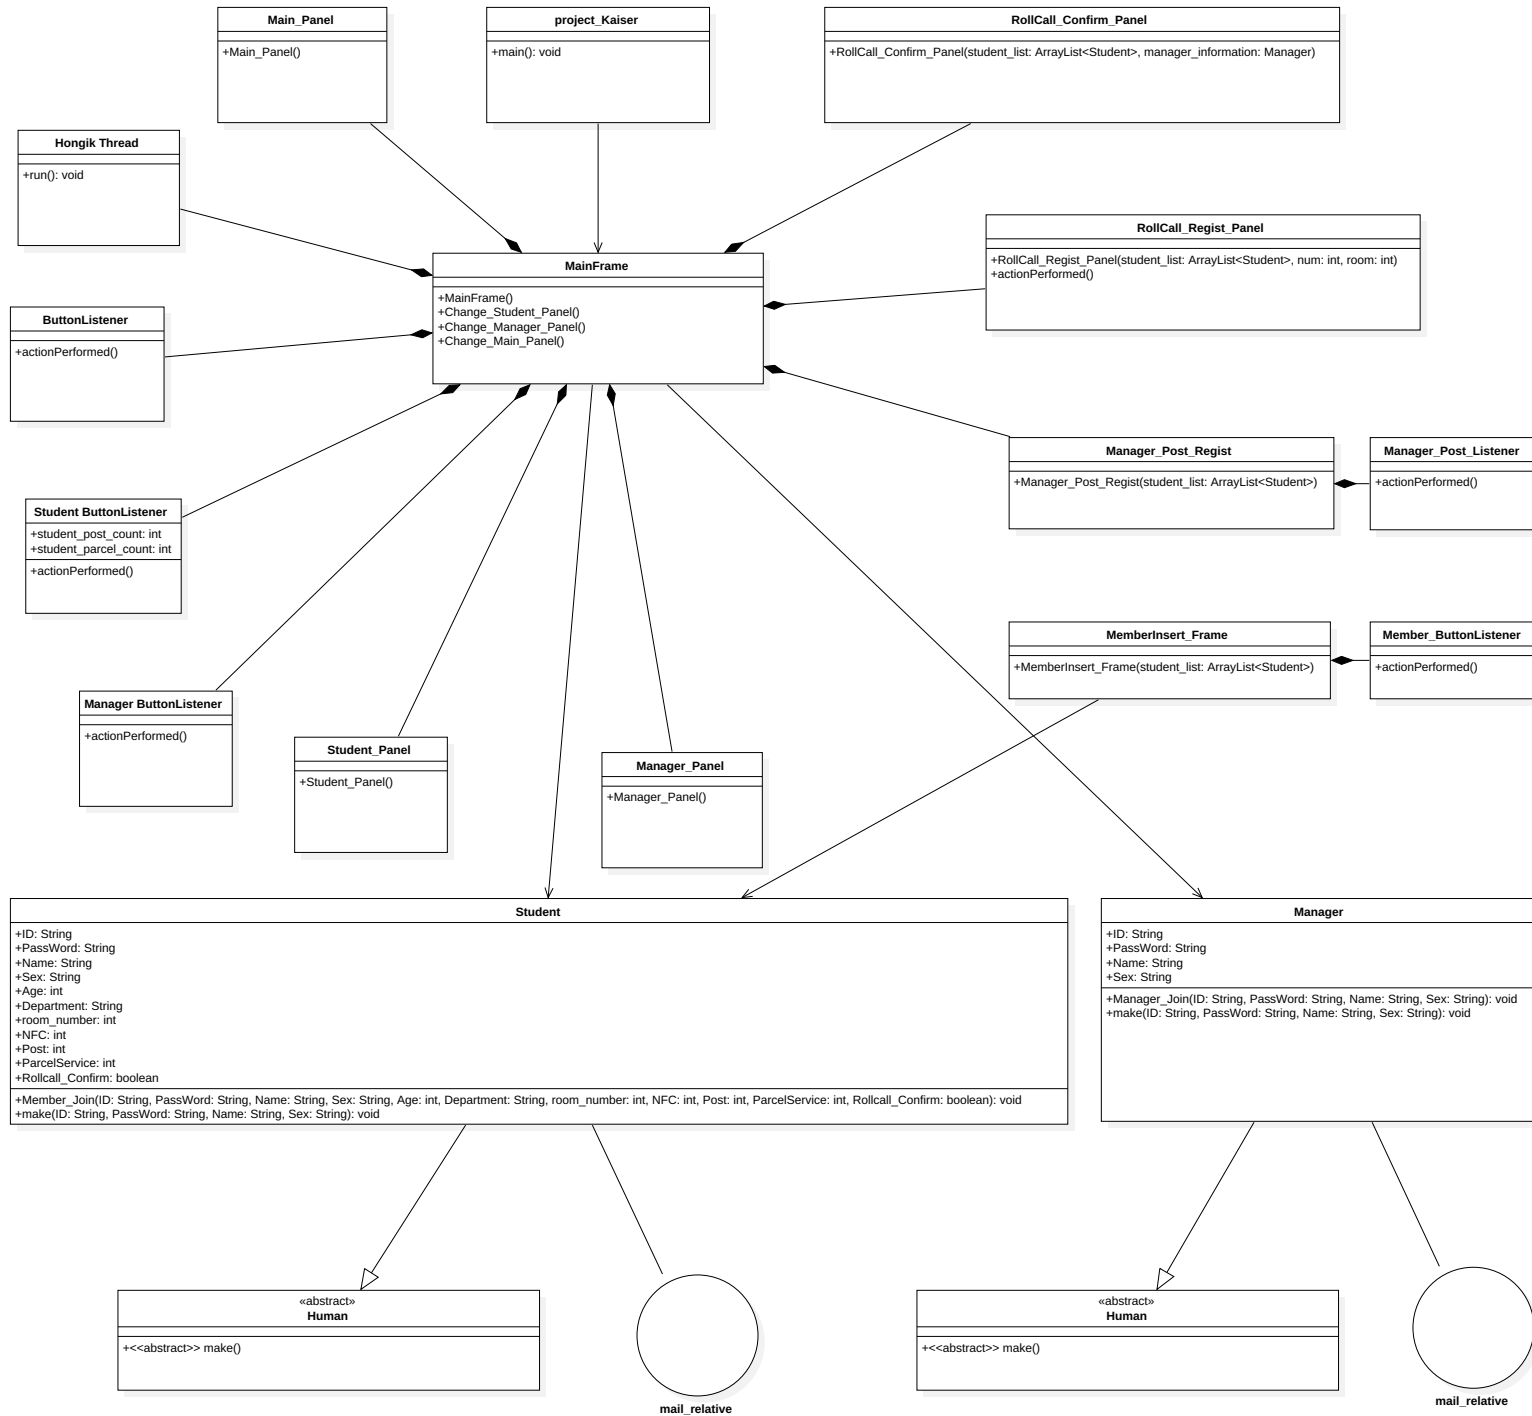 Main_Panel
+Main_Panel()
project_Kaiser
+main(): void
RollCall_Confirm_Panel
+RollCall_Confirm_Panel(student_list: ArrayList<Student>, manager_information: Manager)
Hongik Thread
+run(): void
RollCall_Regist_Panel
+RollCall_Regist_Panel(student_list: ArrayList<Student>, num: int, room: int)
+actionPerformed()
MainFrame
+MainFrame()
+Change_Student_Panel()
+Change_Manager_Panel()
+Change_Main_Panel()
ButtonListener
+actionPerformed()
Manager_Post_Regist
+Manager_Post_Regist(student_list: ArrayList<Student>)
Manager_Post_Listener
+actionPerformed()
Student ButtonListener
+student_post_count: int
+student_parcel_count: int
+actionPerformed()
MemberInsert_Frame
+MemberInsert_Frame(student_list: ArrayList<Student>)
Member_ButtonListener
+actionPerformed()
Manager ButtonListener
+actionPerformed()
Student_Panel
+Student_Panel()
Manager_Panel
+Manager_Panel()
Student
+ID: String
+PassWord: String
+Name: String
+Sex: String
+Age: int
+Department: String
+room_number: int
+NFC: int
+Post: int
+ParcelService: int
+Rollcall_Confirm: boolean
+Member_Join(ID: String, PassWord: String, Name: String, Sex: String, Age: int, Department: String, room_number: int, NFC: int, Post: int, ParcelService: int, Rollcall_Confirm: boolean): void
+make(ID: String, PassWord: String, Name: String, Sex: String): void
Manager
+ID: String
+PassWord: String
+Name: String
+Sex: String
+Manager_Join(ID: String, PassWord: String, Name: String, Sex: String): void
+make(ID: String, PassWord: String, Name: String, Sex: String): void
«abstract»
Human
+<<abstract>> make()
mail_relative
«abstract»
Human
+<<abstract>> make()
mail_relative